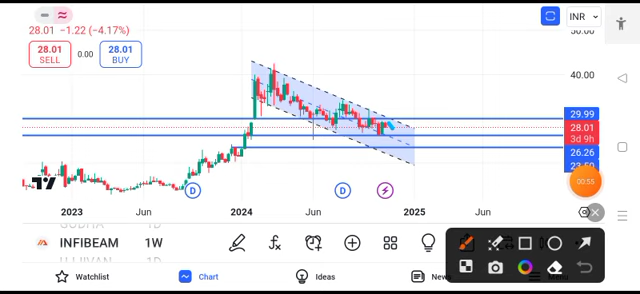 INR
28.01 −1.22 (−4.17%)
50.00
28.01
SELL
0.00
28.01
BUY
40.00
29.99
28.01
3d 9h
26.26
23.50
00:55
D
D
2023
Jun
2024
Jun
2025
Jun
INFIBEAM
1W
Watchlist
Chart
Ideas
News